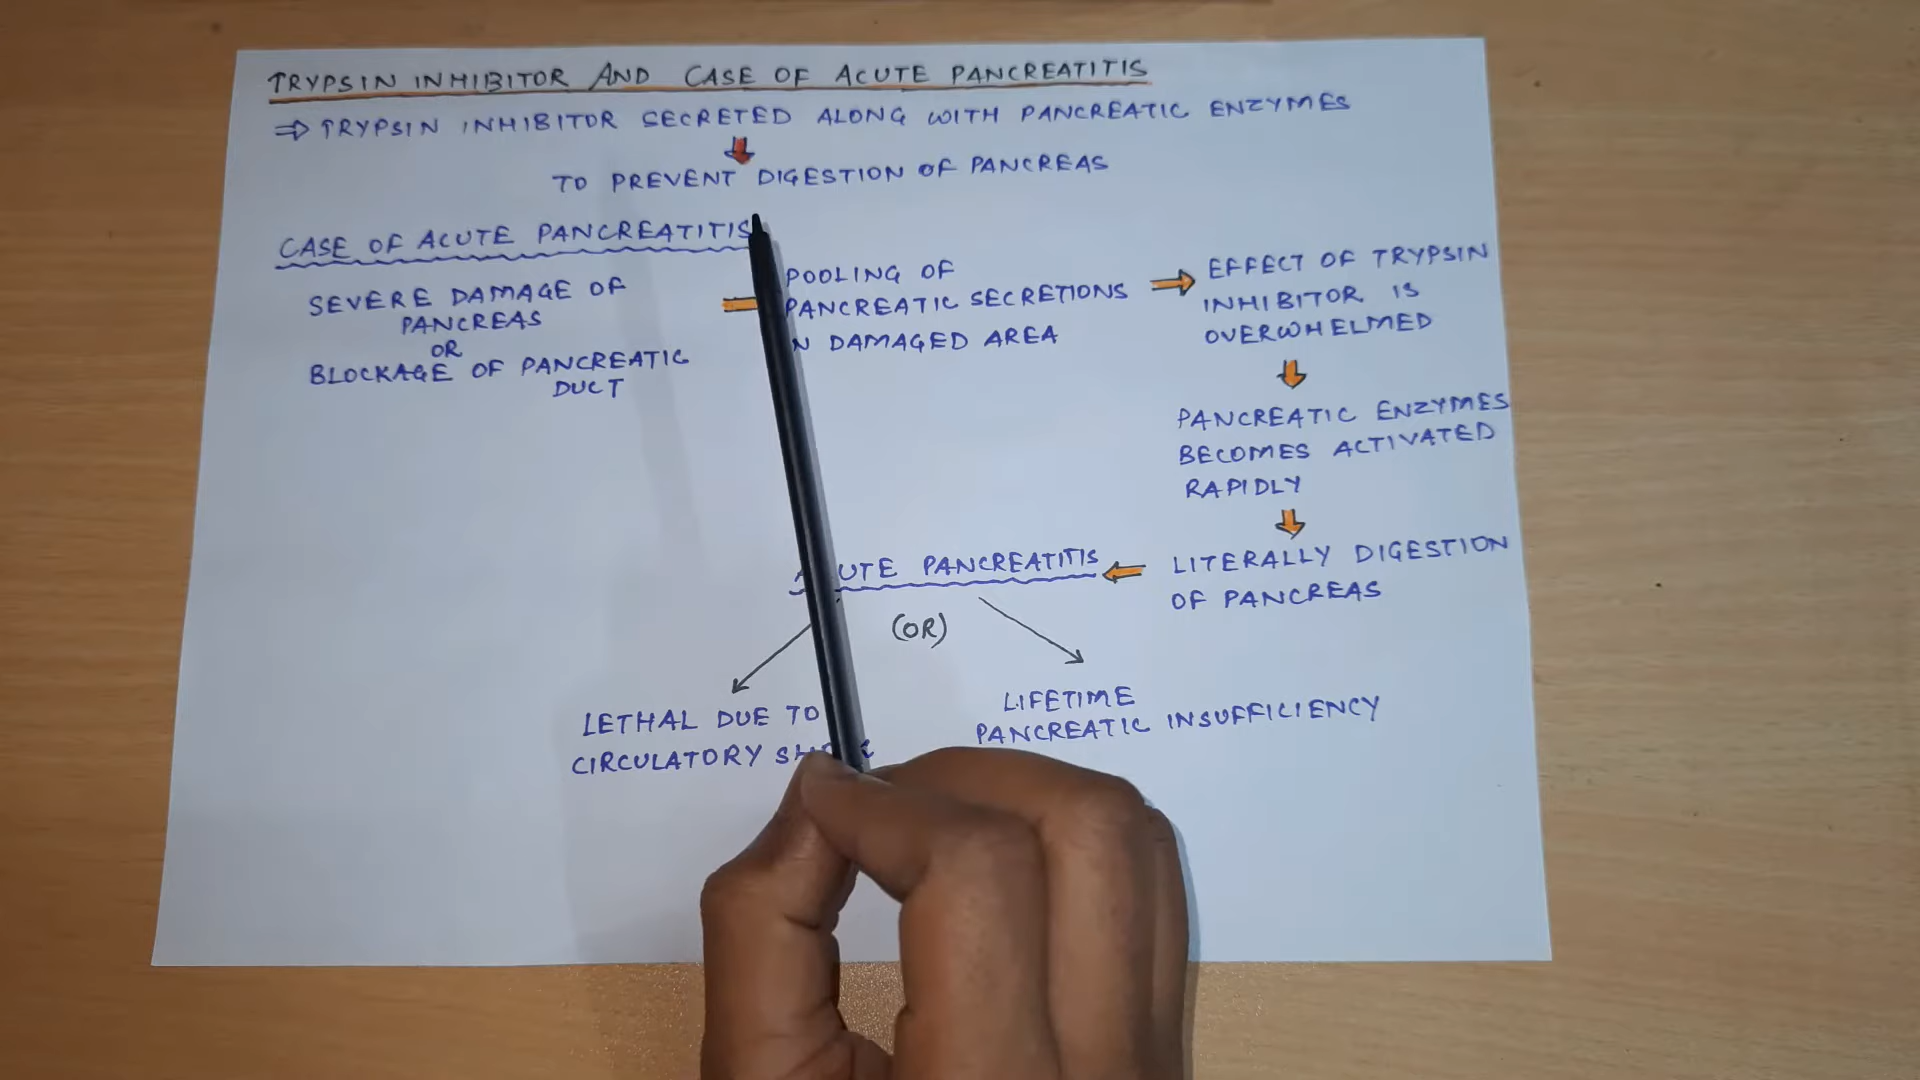 TRYPSIN INHIBITOR AND CASE OF ACUTE PANCREATITIS
⇒ TRYPSIN INHIBITOR SECRETED ALONG WITH PANCREATIC ENZYMES
TO PREVENT DIGESTION OF PANCREAS
CASE OF ACUTE PANCREATITIS
SEVERE DAMAGE OF
PANCREAS
OR
BLOCKAGE OF PANCREATIC
DUCT
POOLING OF
PANCREATIC SECRETIONS
N DAMAGED AREA
EFFECT OF TRYPSIN
INHIBITOR IS
OVERWHELMED
PANCREATIC ENZYMES
BECOMES ACTIVATED
RAPIDLY
LITERALLY DIGESTION
OF PANCREAS
ACUTE PANCREATITIS
(OR)
LETHAL DUE TO
CIRCULATORY
LIFETIME
PANCREATIC INSUFFICIENCY